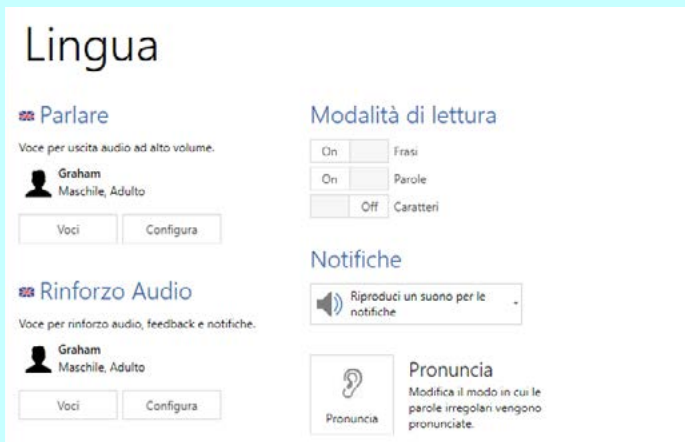 Lingua
Parlare
Voce per uscita audio ad alto volume.
Graham
Maschile, Adulto
Voci
Configura
Rinforzo Audio
Voce per rinforzo audio, feedback e notifiche.
Graham
Maschile, Adulto
Voci
Configura
Modalità di lettura
On
Frasi
On
Parole
Off
Caratteri
Notifiche
Riproduci un suono per le
notifiche
Pronuncia
Pronuncia
Modifica il modo in cui le
parole irregolari vengono
pronunciate.